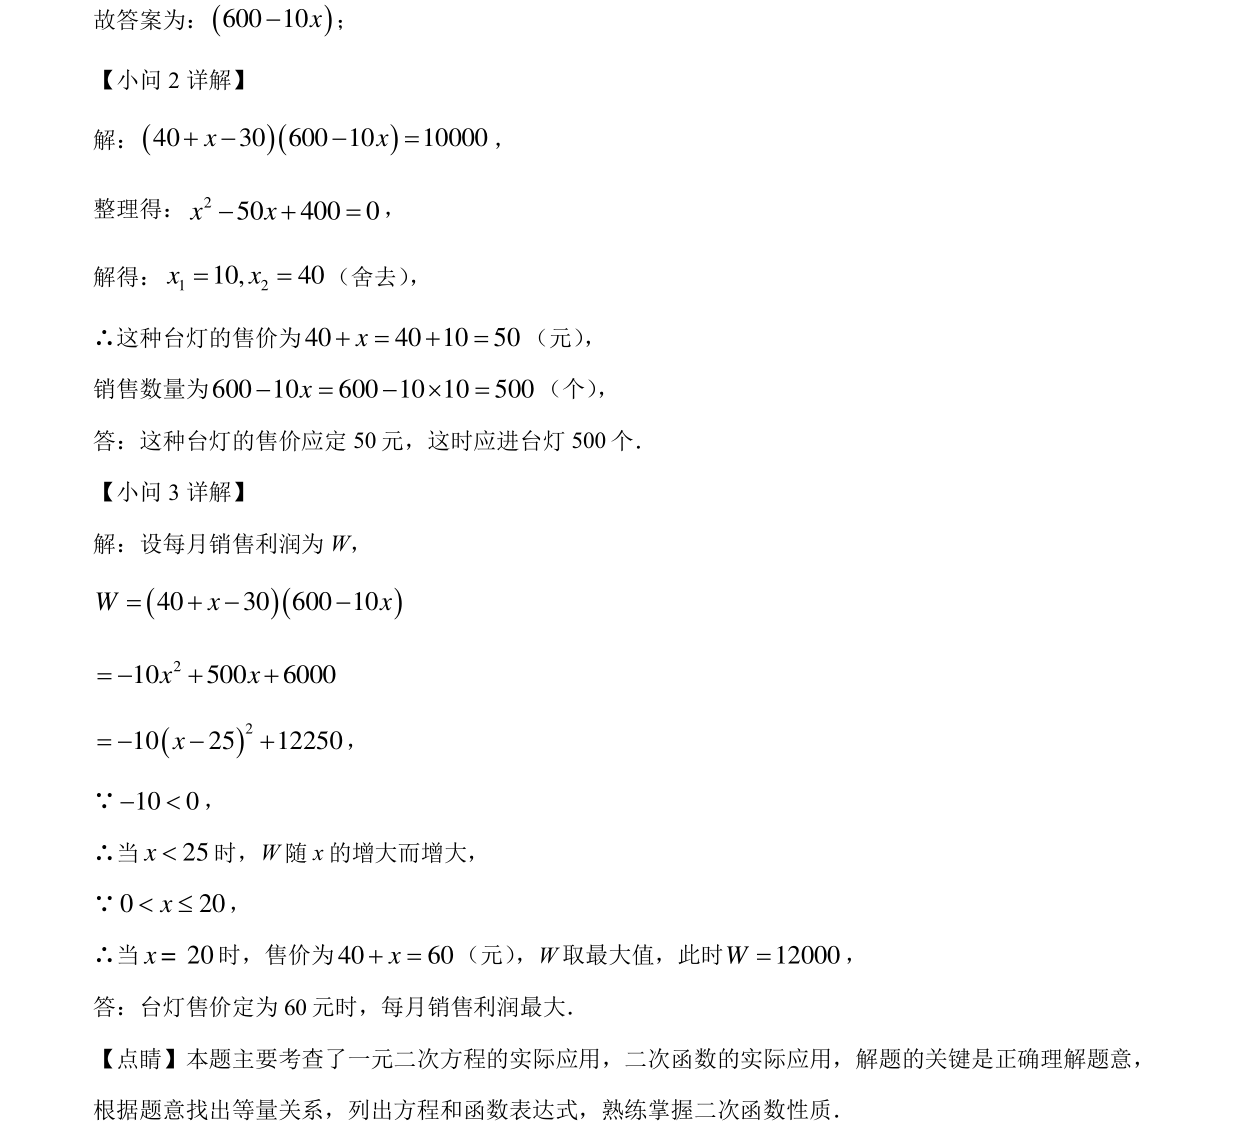 故答案为：(600−10x)；
【小问 2 详解】
解：(40+x−30)(600−10x)=10000，
整理得：x²−50x+400=0，
解得：x₁=10,x₂=40（舍去），
∴这种台灯的售价为40+x=40+10=50（元），
销售数量为600−10x=600−10×10=500（个），
答：这种台灯的售价应定 50 元，这时应进台灯 500 个．
【小问 3 详解】
解：设每月销售利润为 W，
W=(40+x−30)(600−10x)
=−10x²+500x+6000
=−10(x−25)²+12250，
∵−10<0，
∴当x<25时，W随 x 的增大而增大，
∵0<x≤20，
∴当x= 20时，售价为40+x=60（元），W取最大值，此时W=12000，
答：台灯售价定为 60 元时，每月销售利润最大．
【点睛】本题主要考查了一元二次方程的实际应用，二次函数的实际应用，解题的关键是正确理解题意，
根据题意找出等量关系，列出方程和函数表达式，熟练掌握二次函数性质．